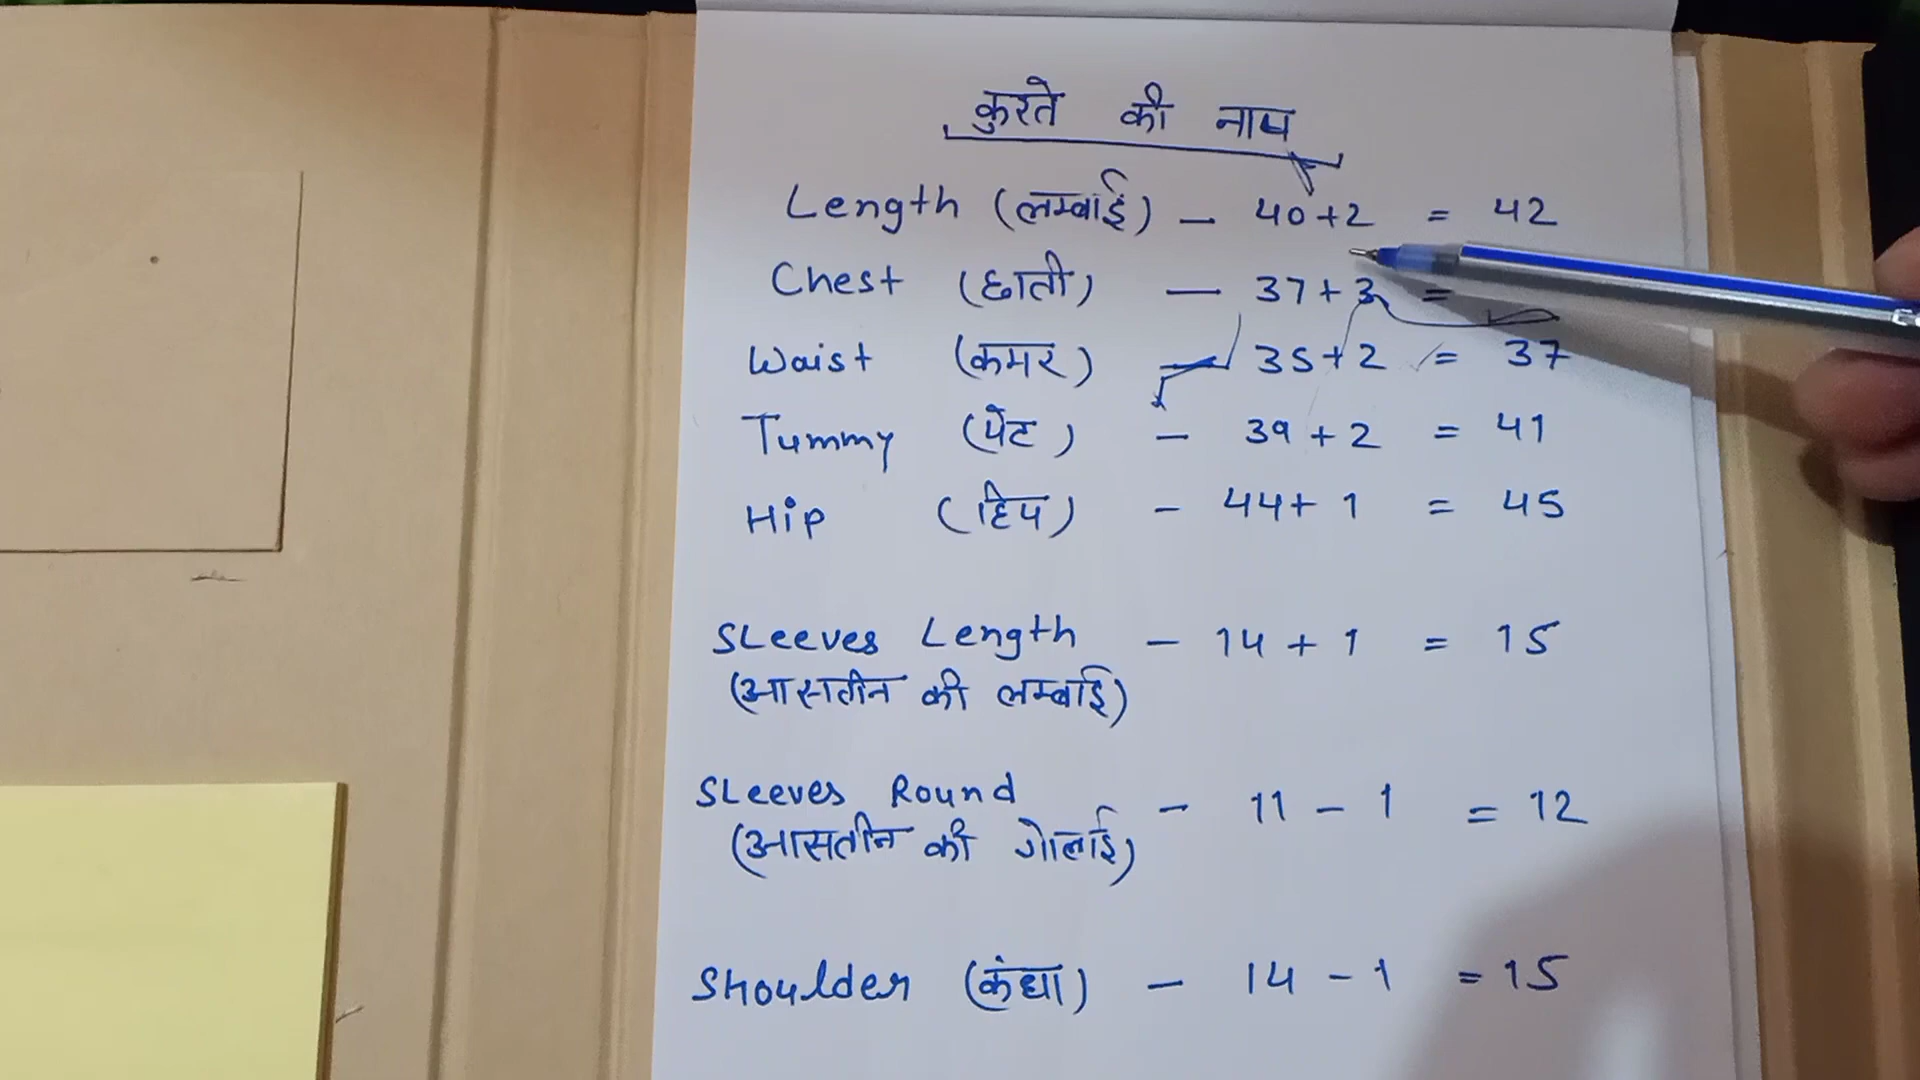 कुरते की नाप
Length (लम्बाई) - 40+2 = 42
Chest (छाती) - 37+3 =
Waist (कमर) - 35+2 = 37
Tummy (पेट) - 39+2 = 41
Hip (हिप) - 44+1 = 45
Sleeves Length - 14+1 = 15
(आसतीन की लम्बाई)
Sleeves Round - 11-1 = 12
(आसतीन की गोलाई)
Shoulder (कंधा) - 14-1 = 15